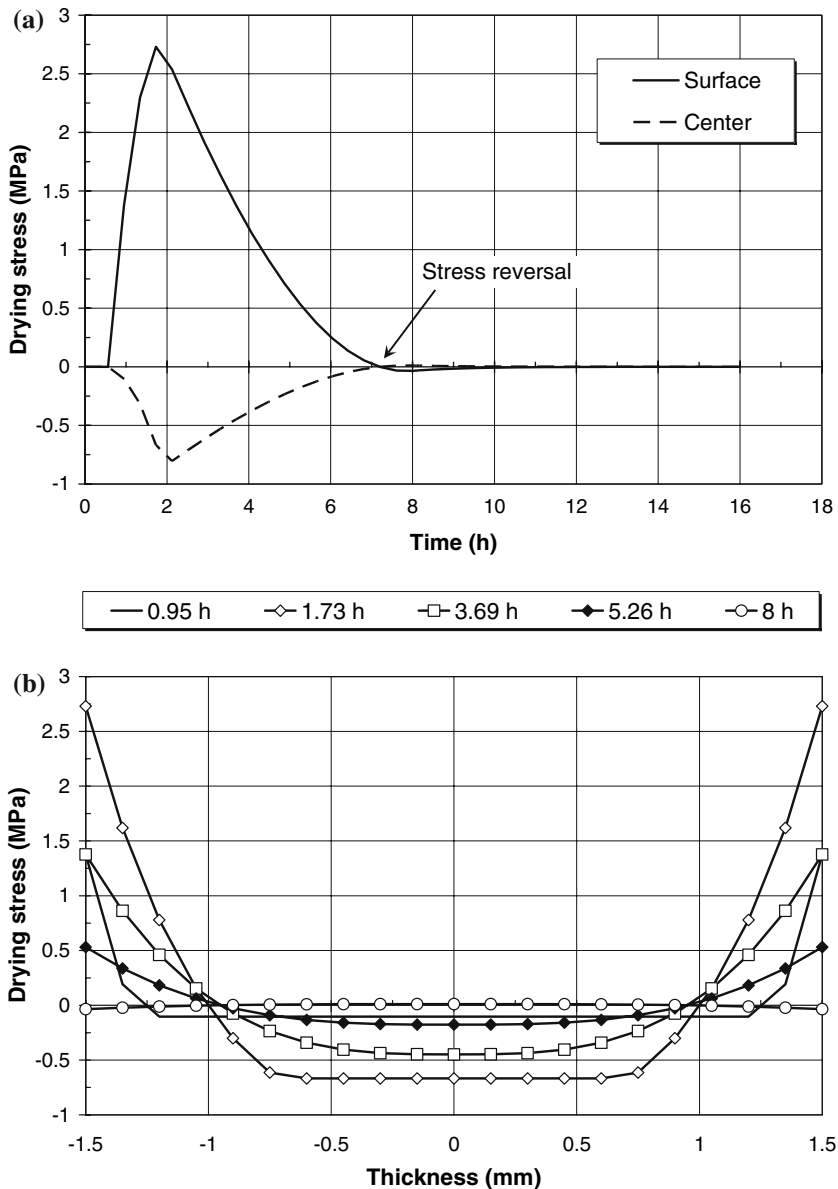 (a)
3
2.5
2
1.5
1
0.5
0
-0.5
-1
Drying stress (MPa)
Surface
Center
Stress reversal
0 2 4 6 8 10 12 14 16 18
Time (h)
0.95 h 1.73 h 3.69 h 5.26 h 8 h
(b)
3
2.5
2
1.5
1
0.5
0
-0.5
-1
Drying stress (MPa)
-1.5 -1 -0.5 0 0.5 1 1.5
Thickness (mm)